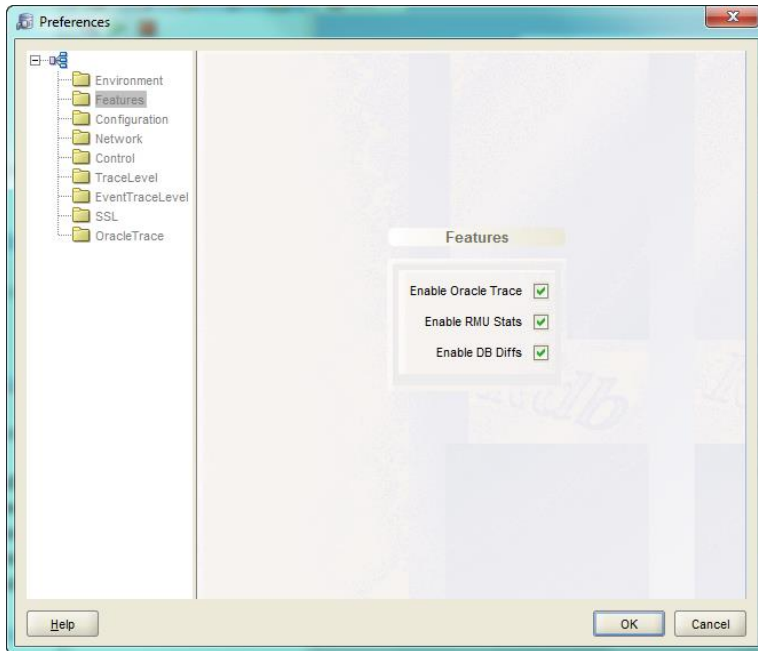 Preferences
Environment
Features
Configuration
Network
Control
TraceLevel
EventTraceLevel
SSL
OracleTrace
Features
Enable Oracle Trace
Enable RMU Stats
Enable DB Diffs
Help
OK
Cancel